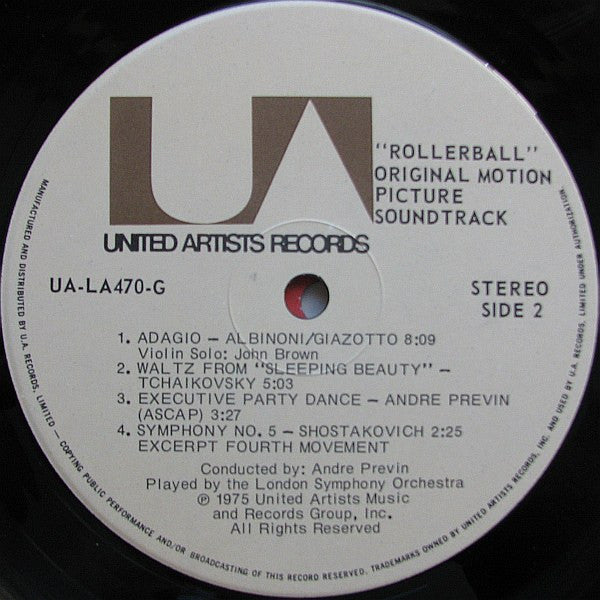 UA
"ROLLERBALL"
ORIGINAL MOTION
PICTURE
SOUNDTRACK
UNITED ARTISTS RECORDS
UA-LA470-G
STEREO
SIDE 2
1. ADAGIO – ALBINONI/GIAZOTTO 8:09
Violin Solo: John Brown
2. WALTZ FROM "SLEEPING BEAUTY" –
TCHAIKOVSKY 5:03
3. EXECUTIVE PARTY DANCE – ANDRE PREVIN
(ASCAP) 3:27
4. SYMPHONY NO. 5 – SHOSTAKOVICH 2:25
EXCERPT FOURTH MOVEMENT
Conducted by: Andre Previn
Played by the London Symphony Orchestra
℗ 1975 United Artists Music
and Records Group, Inc.
All Rights Reserved
MANUFACTURED AND DISTRIBUTED BY U.A. RECORDS, LIMITED — COPYING PUBLIC PERFORMANCE AND/OR BROADCASTING OF THIS RECORD RESERVED. TRADEMARKS OWNED BY UNITED ARTISTS RECORDS, INC. AND USED BY U.A. RECORDS, LIMITED UNDER AUTHORIZATION.